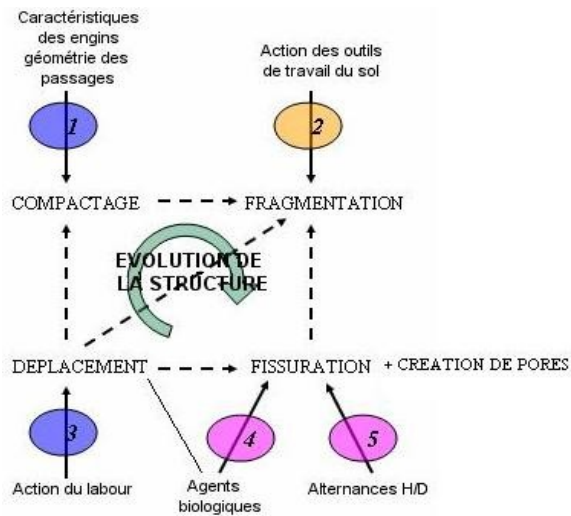 Caractéristiques
des engins
géométrie des
passages
Action des outils
de travail du sol
1
2
COMPACTAGE
FRAGMENTATION
EVOLUTION DE
LA STRUCTURE
DEPLACEMENT
FISSURATION
+ CREATION DE PORES
3
4
5
Action du labour
Agents
biologiques
Alternances H/D